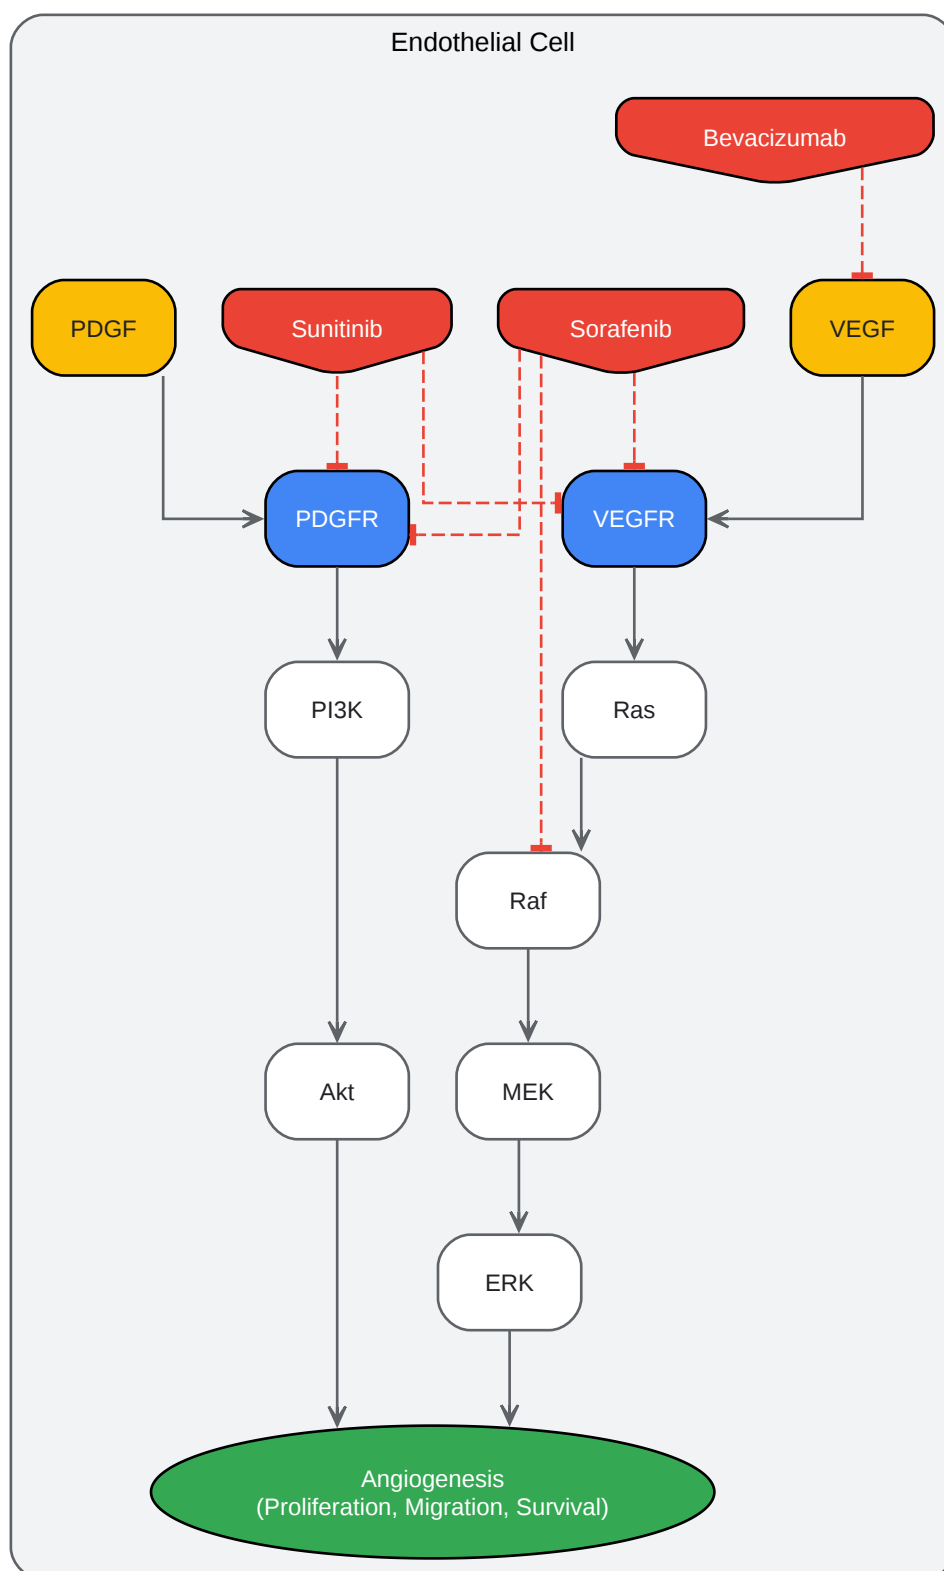 Endothelial Cell
Bevacizumab
PDGF
Sunitinib
Sorafenib
VEGF
PDGFR
VEGFR
PI3K
Ras
Raf
Akt
MEK
ERK
Angiogenesis
(Proliferation, Migration, Survival)